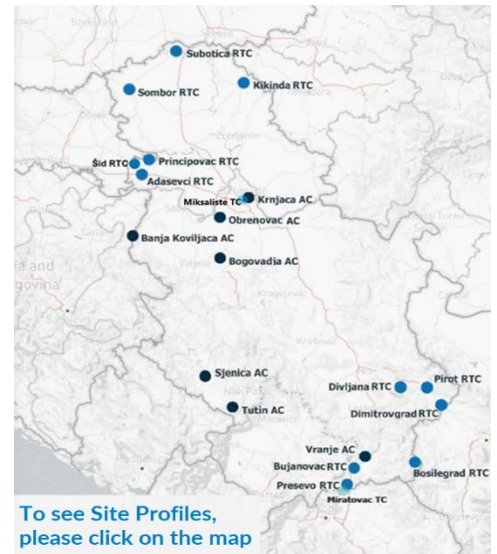 Subotica RTC
Kikinda RTC
Sombor RTC
Šid RTC
Principovac RTC
Adasevci RTC
Miksaliste TC
Krnjaca AC
Obrenovac AC
Banja Koviljaca AC
Bogovadja AC
Kragujevac
Sjenica AC
Divljana RTC
Pirot RTC
Tutin AC
Dimitrovgrad RTC
Vranje AC
Bujanovac RTC
Bosilegrad RTC
Presevo RTC
Miratovac TC
To see Site Profiles,
please click on the map